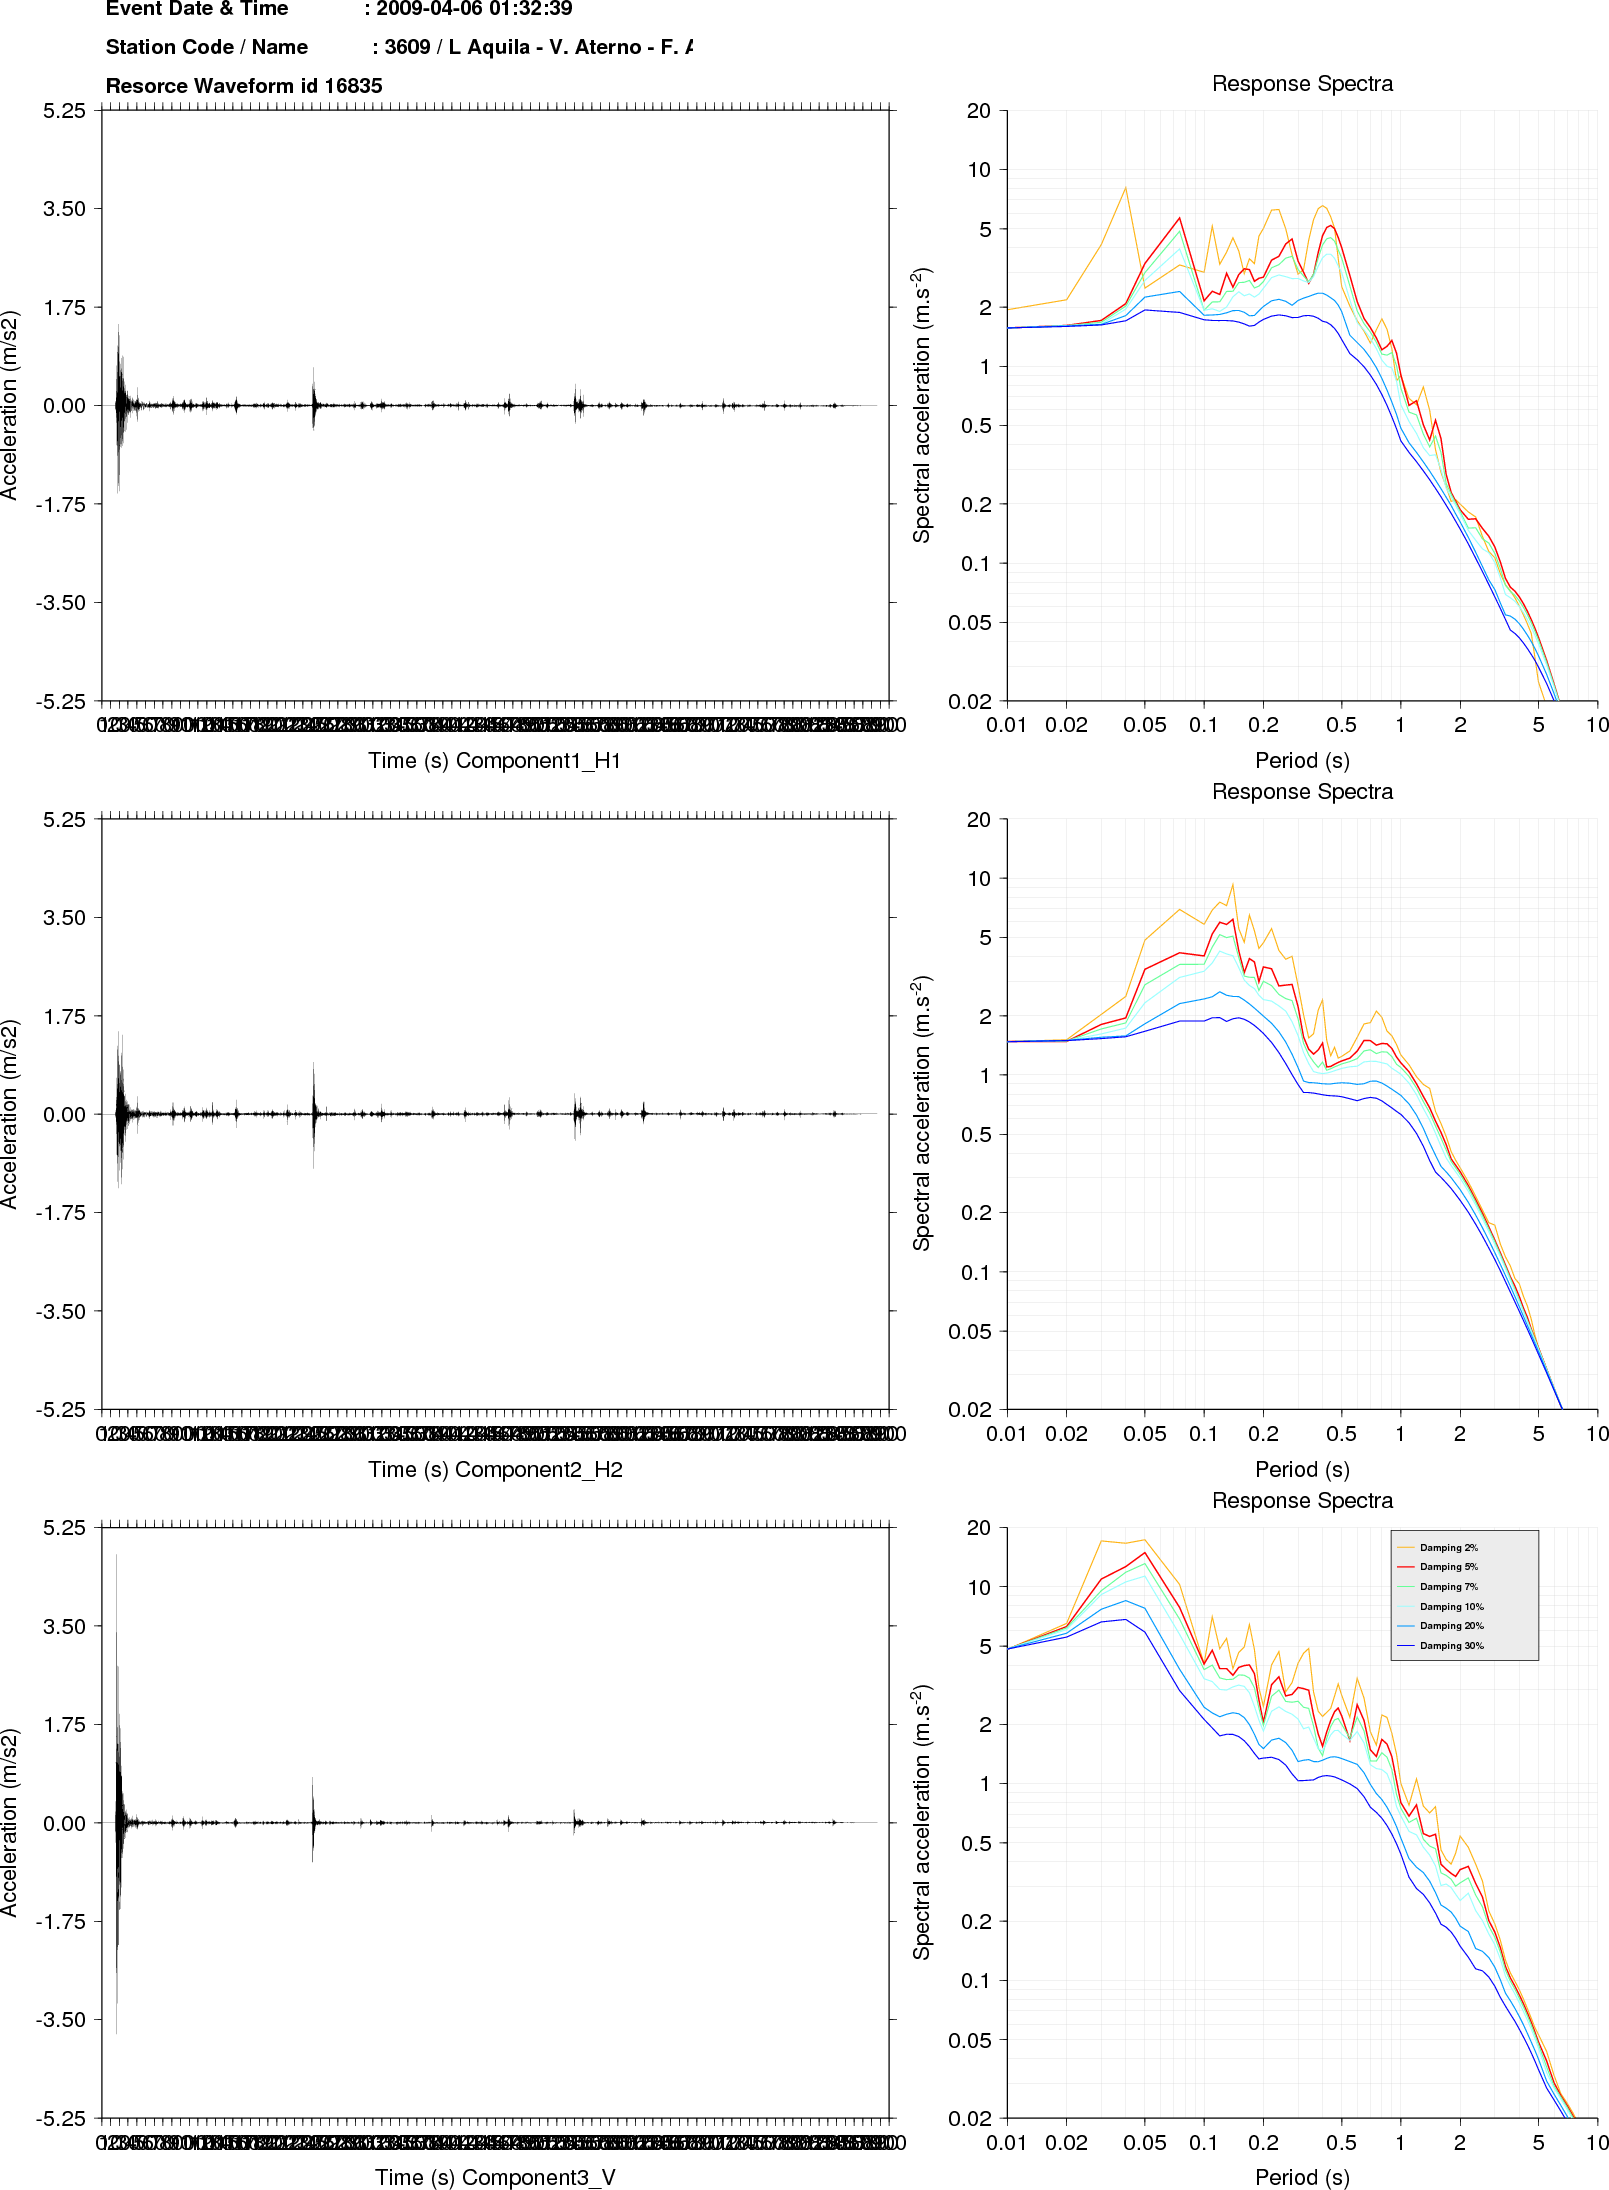 Event Date & Time : 2009-04-06 01:32:39
Station Code / Name : 3609 / L Aquila - V. Aterno - F.
Resorce Waveform id 16835
Response Spectra
5.25
3.50
1.75
0.00
-1.75
-3.50
-5.25
Acceleration (m/s2)
Time (s) Component1_H1
20
10
5
2
1
0.5
0.2
0.1
0.05
0.02
Spectral acceleration (m.s-2)
0.01 0.02 0.05 0.1 0.2 0.5 1 2 5 10
Period (s)
Response Spectra
5.25
3.50
1.75
0.00
-1.75
-3.50
-5.25
Acceleration (m/s2)
Time (s) Component2_H2
20
10
5
2
1
0.5
0.2
0.1
0.05
0.02
Spectral acceleration (m.s-2)
0.01 0.02 0.05 0.1 0.2 0.5 1 2 5 10
Period (s)
Response Spectra
5.25
3.50
1.75
0.00
-1.75
-3.50
-5.25
Acceleration (m/s2)
Time (s) Component3_V
20
10
5
2
1
0.5
0.2
0.1
0.05
0.02
Spectral acceleration (m.s-2)
Damping 2%
Damping 5%
Damping 7%
Damping 10%
Damping 20%
Damping 30%
0.01 0.02 0.05 0.1 0.2 0.5 1 2 5 10
Period (s)